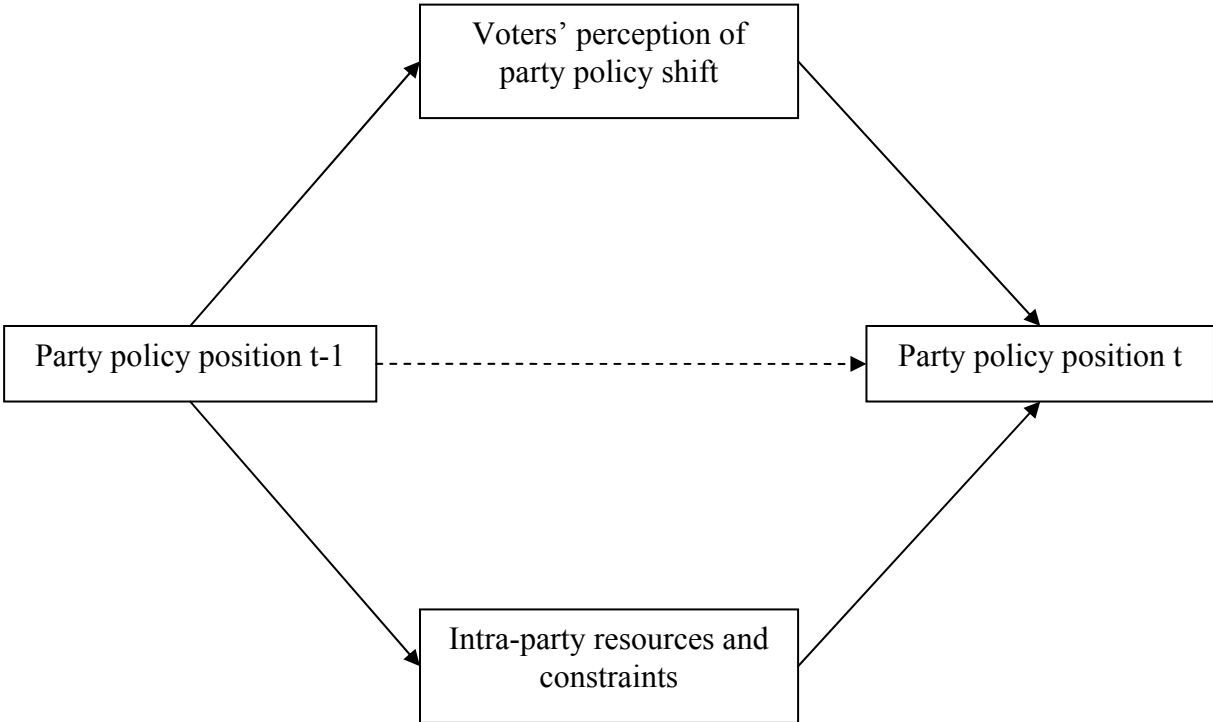 Voters’ perception of
party policy shift
Party policy position t-1
Party policy position t
Intra-party resources and
constraints